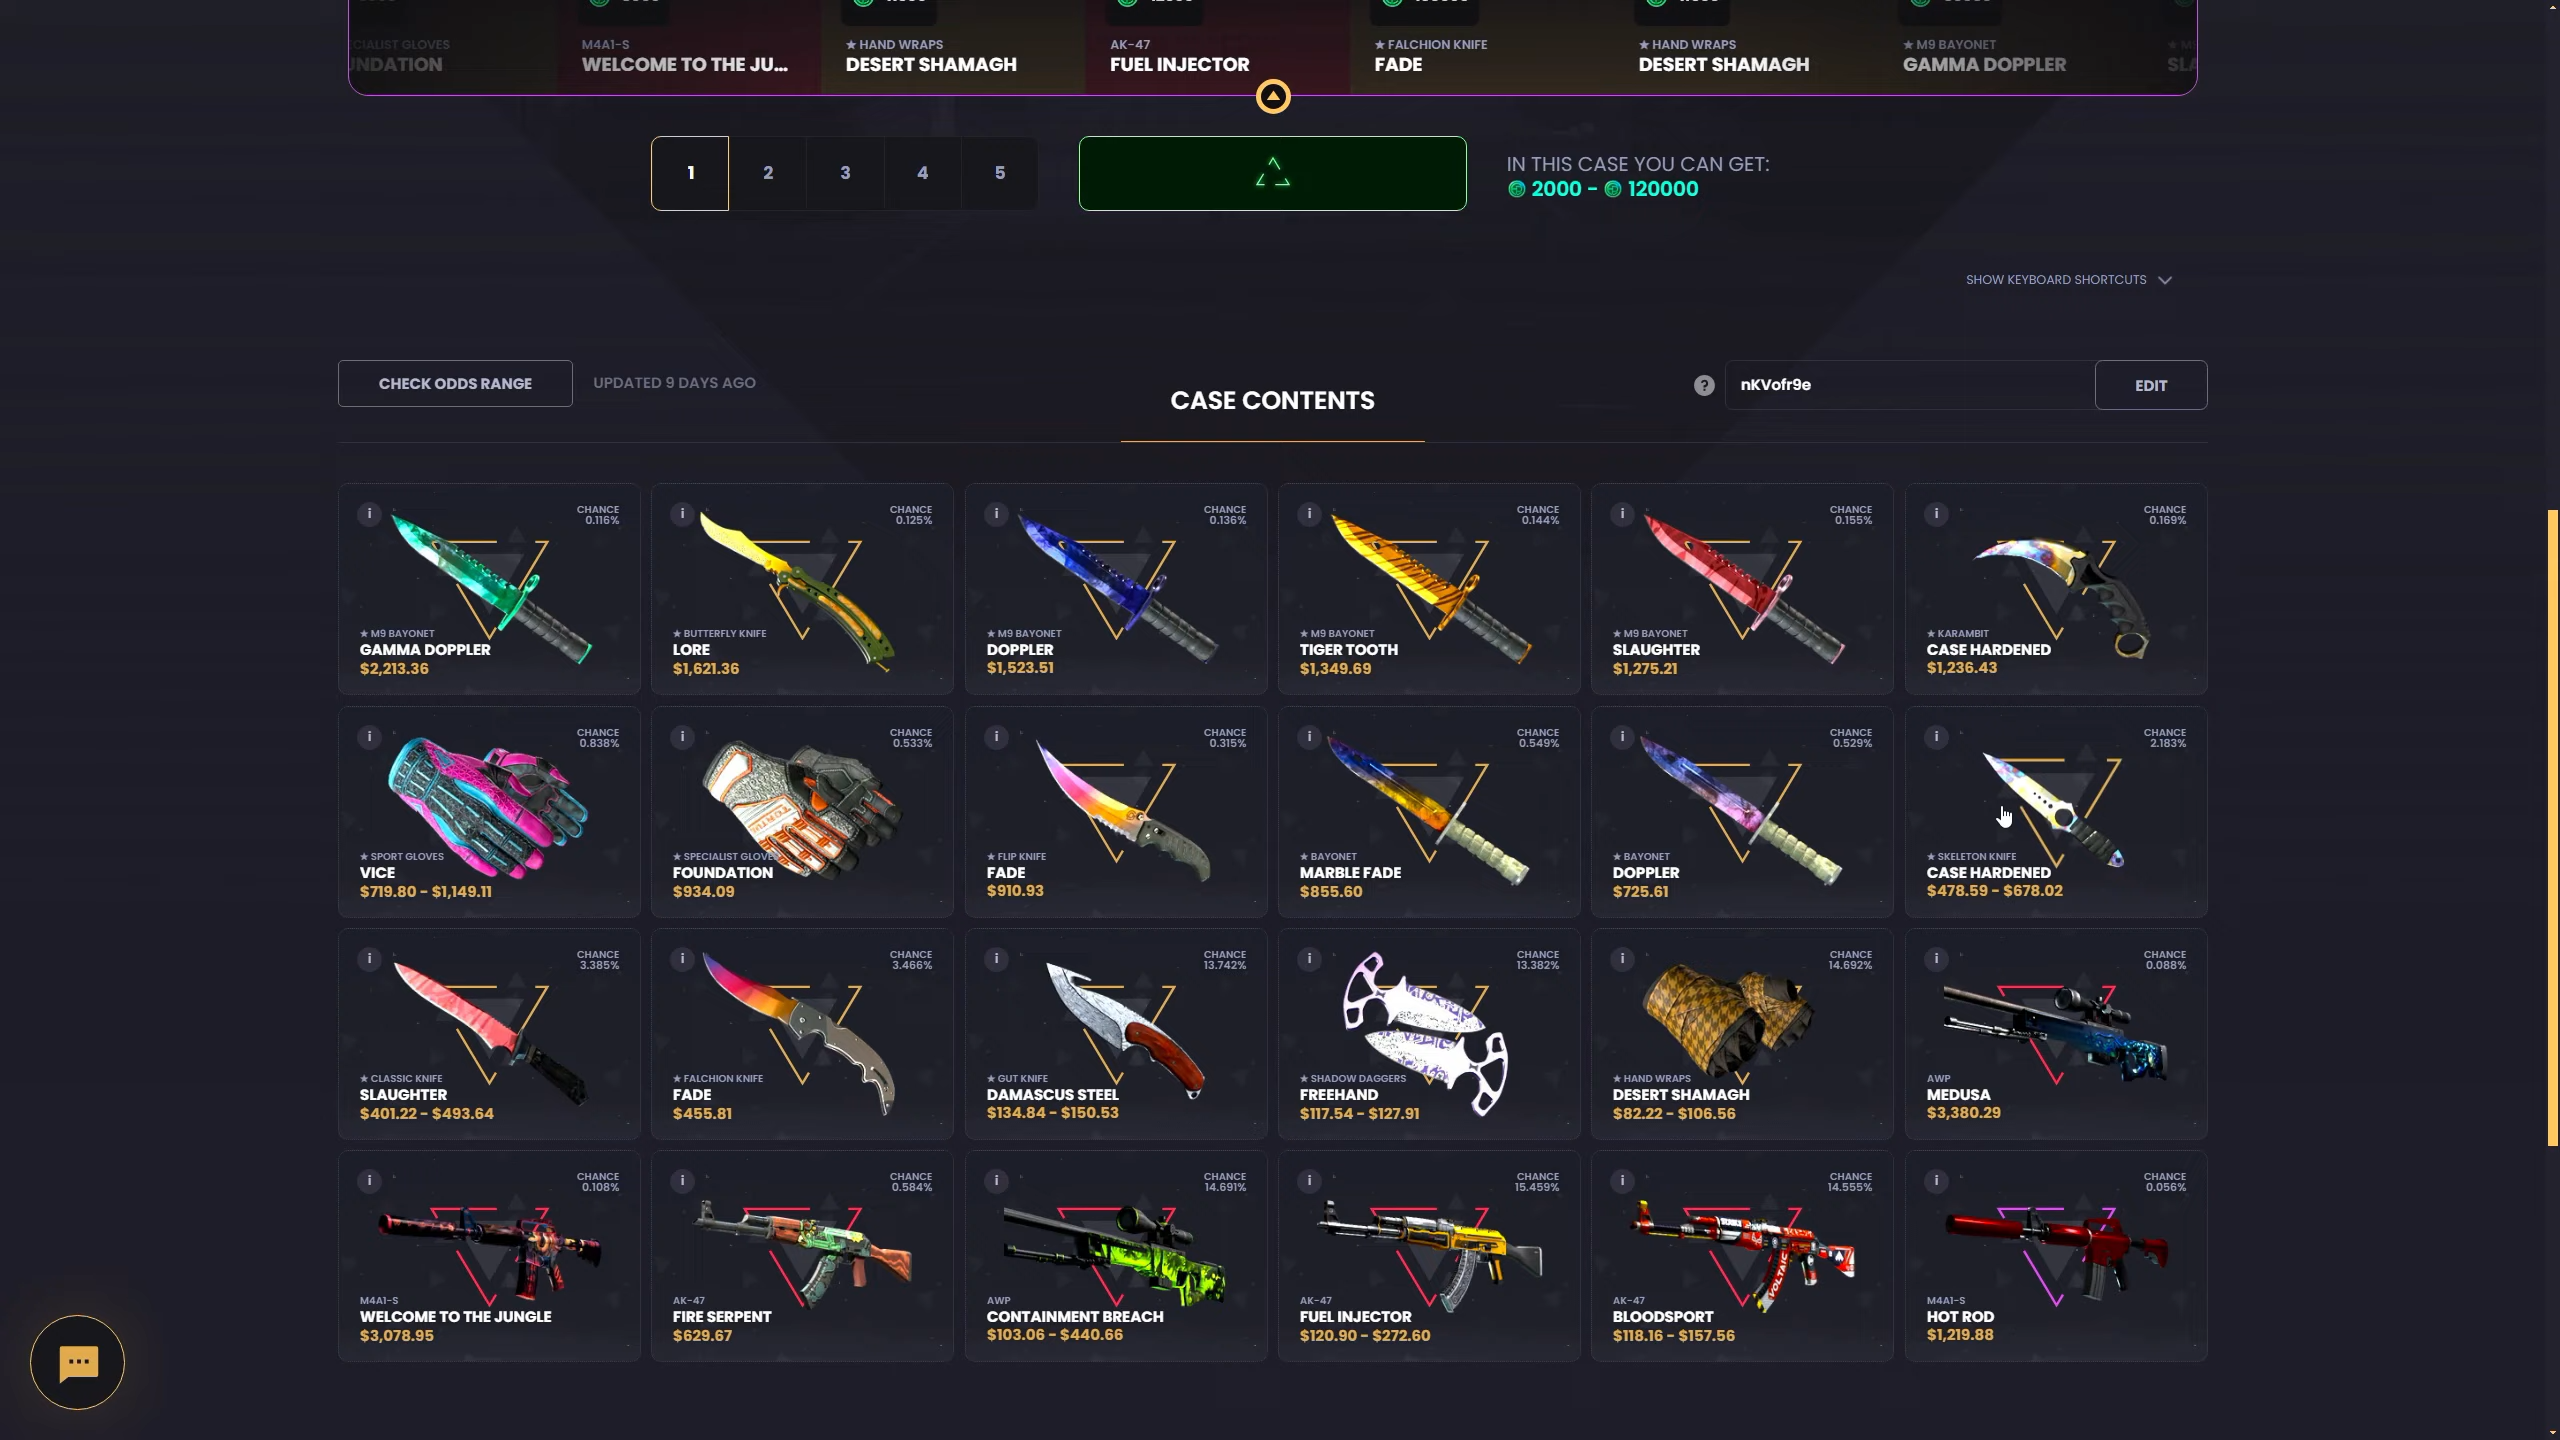 CIALIST GLOVES
NDATION
M4A1-S
WELCOME TO THE JU...
★ HAND WRAPS
DESERT SHAMAGH
AK-47
FUEL INJECTOR
★ FALCHION KNIFE
FADE
★ HAND WRAPS
DESERT SHAMAGH
★ M9 BAYONET
GAMMA DOPPLER
1
2
3
4
5
IN THIS CASE YOU CAN GET:
2000 - 120000
SHOW KEYBOARD SHORTCUTS
CHECK ODDS RANGE
UPDATED 9 DAYS AGO
CASE CONTENTS
?
nKVofr9e
EDIT
i
CHANCE
0.116%
★ M9 BAYONET
GAMMA DOPPLER
$2,213.36
i
CHANCE
0.125%
★ BUTTERFLY KNIFE
LORE
$1,621.36
i
CHANCE
0.136%
★ M9 BAYONET
DOPPLER
$1,523.51
i
CHANCE
0.144%
★ M9 BAYONET
TIGER TOOTH
$1,349.69
i
CHANCE
0.155%
★ M9 BAYONET
SLAUGHTER
$1,275.21
i
CHANCE
0.169%
★ KARAMBIT
CASE HARDENED
$1,236.43
i
CHANCE
0.838%
★ SPORT GLOVES
VICE
$719.80 - $1,149.11
i
CHANCE
0.533%
★ SPECIALIST GLOVES
FOUNDATION
$934.09
i
CHANCE
0.315%
★ FLIP KNIFE
FADE
$910.93
i
CHANCE
0.549%
★ BAYONET
MARBLE FADE
$855.60
i
CHANCE
0.529%
★ BAYONET
DOPPLER
$725.61
i
CHANCE
2.183%
★ SKELETON KNIFE
CASE HARDENED
$478.59 - $678.02
i
CHANCE
3.385%
★ CLASSIC KNIFE
SLAUGHTER
$401.22 - $493.64
i
CHANCE
3.466%
★ FALCHION KNIFE
FADE
$455.81
i
CHANCE
13.742%
★ GUT KNIFE
DAMASCUS STEEL
$134.84 - $150.53
i
CHANCE
13.382%
★ SHADOW DAGGERS
FREEHAND
$117.54 - $127.91
i
CHANCE
14.692%
★ HAND WRAPS
DESERT SHAMAGH
$82.22 - $106.56
i
CHANCE
0.088%
AWP
MEDUSA
$3,380.29
i
CHANCE
0.108%
M4A1-S
WELCOME TO THE JUNGLE
$3,078.95
i
CHANCE
0.584%
AK-47
FIRE SERPENT
$629.67
i
CHANCE
14.691%
AWP
CONTAINMENT BREACH
$103.06 - $440.66
i
CHANCE
15.459%
AK-47
FUEL INJECTOR
$120.90 - $272.60
i
CHANCE
14.555%
VOLTAIC
AK-47
BLOODSPORT
$118.16 - $157.56
i
CHANCE
0.056%
M4A1-S
HOT ROD
$1,219.88